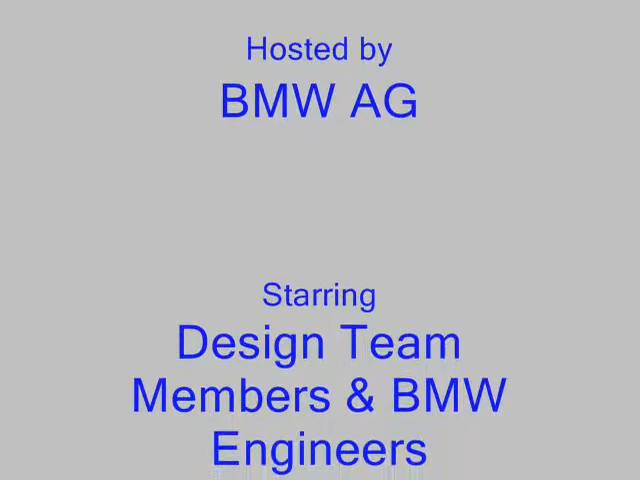 Hosted by
BMW AG
Starring
Design Team
Members & BMW
Engineers